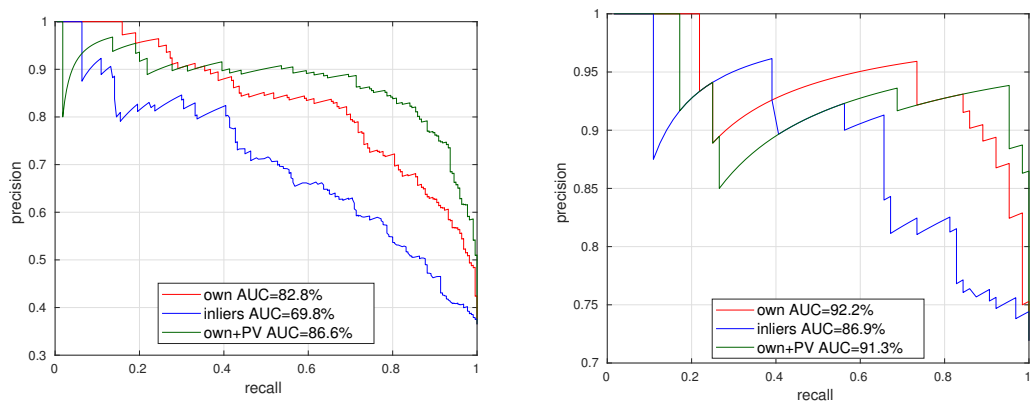 1
0.9
0.8
0.7
0.6
0.5
0.4
0.3
precision
0 0.2 0.4 0.6 0.8 1
recall
own AUC=82.8%
inliers AUC=69.8%
own+PV AUC=86.6%
1
0.95
0.9
0.85
0.8
0.75
0.7
precision
0 0.2 0.4 0.6 0.8 1
recall
own AUC=92.2%
inliers AUC=86.9%
own+PV AUC=91.3%